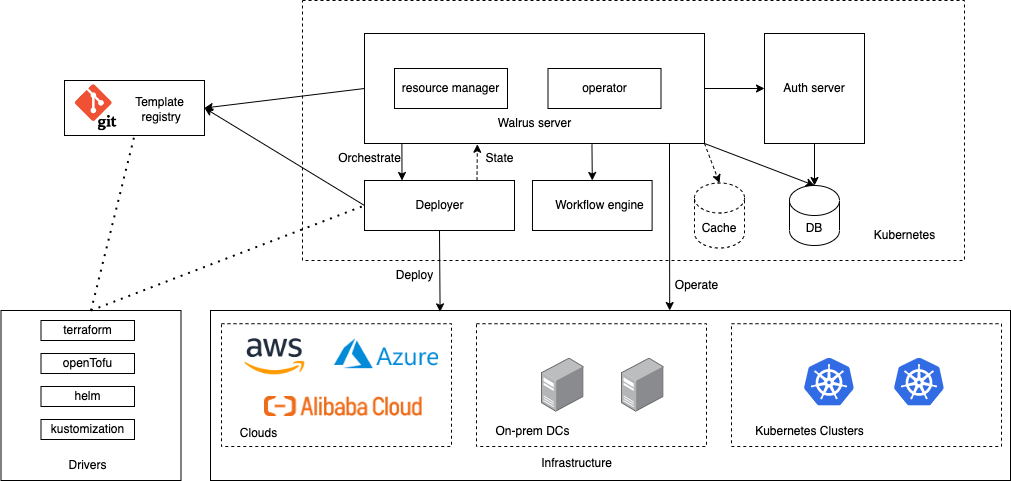 resource manager
operator
Walrus server
Auth server
git
Template
registry
Orchestrate
State
Deployer
Workflow engine
Cache
DB
Kubernetes
Deploy
Operate
terraform
openTofu
helm
kustomization
Drivers
aws
Azure
Alibaba Cloud
Clouds
On-prem DCs
Kubernetes Clusters
Infrastructure